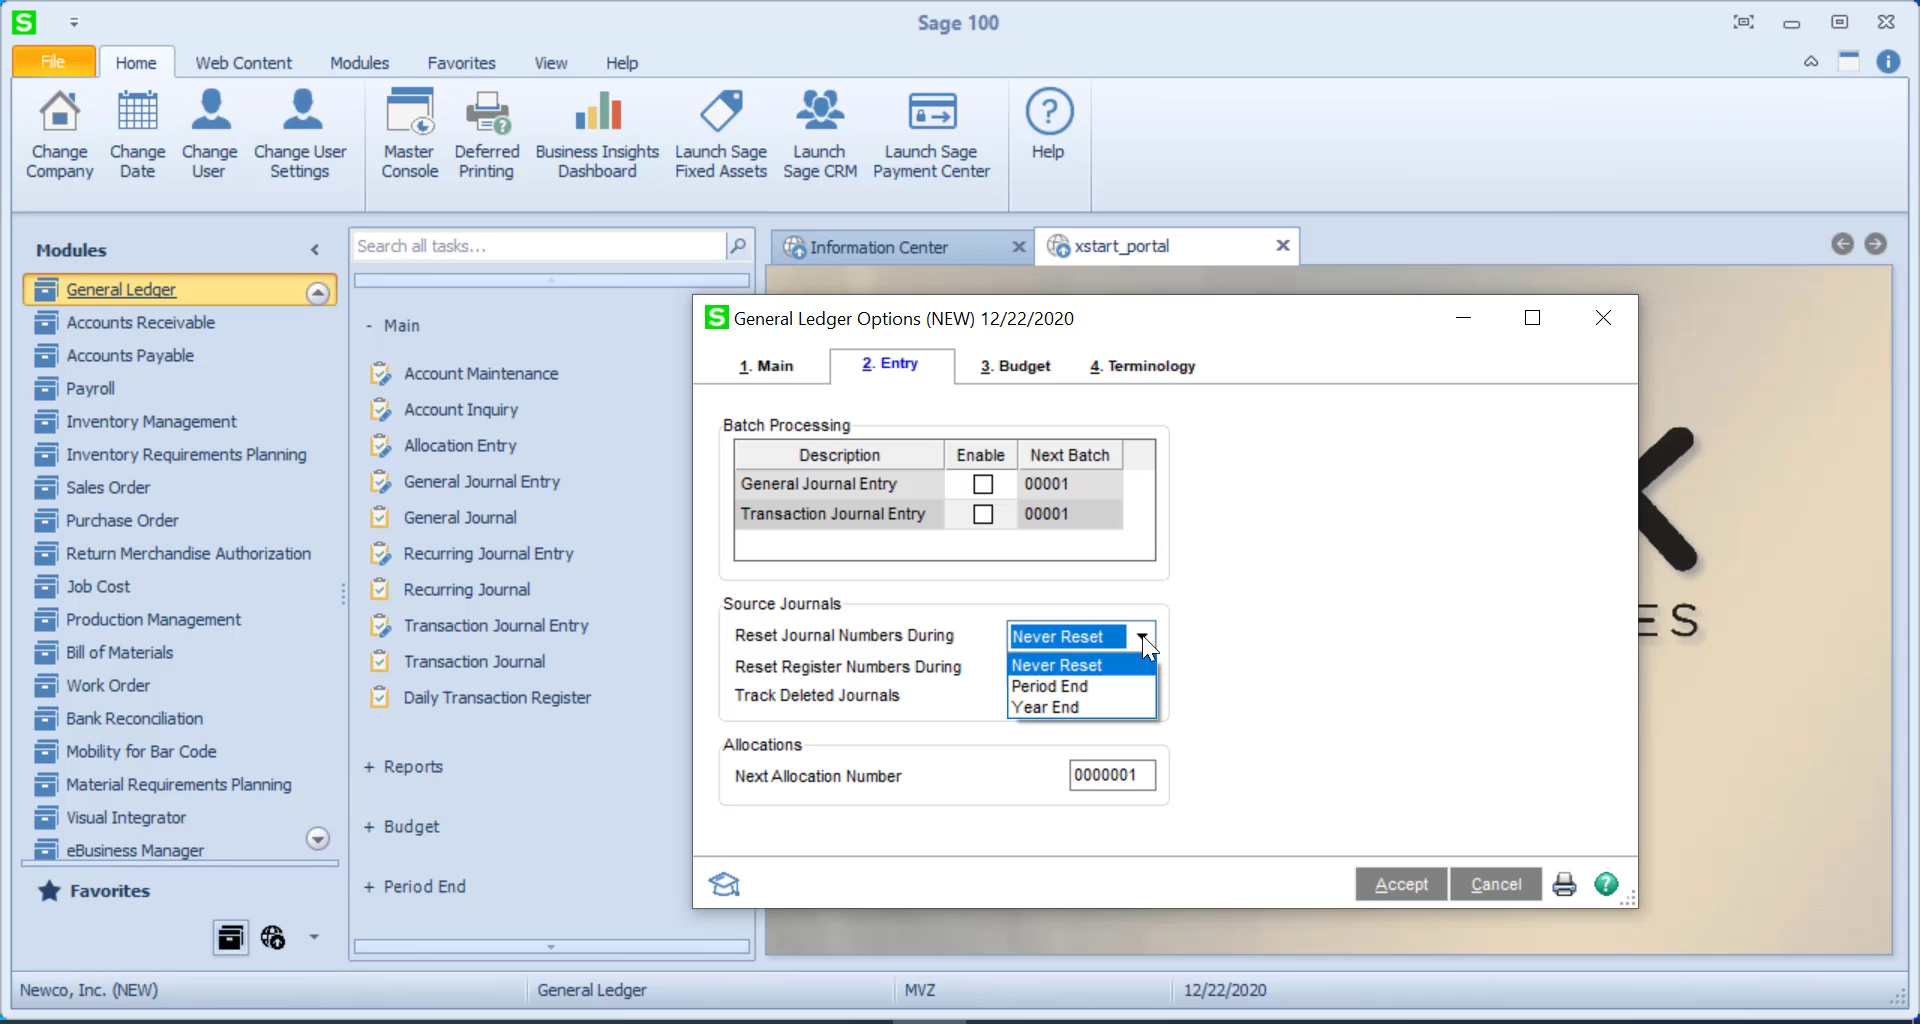 S
Sage 100
File
Home
Web Content
Modules
Favorites
View
Help
Change
Company
Change
Date
Change
User
Change User
Settings
Master
Console
Deferred
Printing
Business Insights
Dashboard
Launch Sage
Fixed Assets
Launch
Sage CRM
Launch Sage
Payment Center
Help
Modules
General Ledger
Accounts Receivable
Accounts Payable
Payroll
Inventory Management
Inventory Requirements Planning
Sales Order
Purchase Order
Return Merchandise Authorization
Job Cost
Production Management
Bill of Materials
Work Order
Bank Reconciliation
Mobility for Bar Code
Material Requirements Planning
Visual Integrator
eBusiness Manager
Favorites
Search all tasks...
- Main
Account Maintenance
Account Inquiry
Allocation Entry
General Journal Entry
General Journal
Recurring Journal Entry
Recurring Journal
Transaction Journal Entry
Transaction Journal
Daily Transaction Register
+ Reports
+ Budget
+ Period End
Information Center
xstart_portal
K
ES
S General Ledger Options (NEW) 12/22/2020
1. Main
2. Entry
3. Budget
4. Terminology
Batch Processing
Description Enable Next Batch
General Journal Entry 00001
Transaction Journal Entry 00001
Source Journals
Reset Journal Numbers During Never Reset
Reset Register Numbers During
Track Deleted Journals
Never Reset
Period End
Year End
Allocations
Next Allocation Number 0000001
Accept
Cancel
Newco, Inc. (NEW)
General Ledger
MVZ
12/22/2020